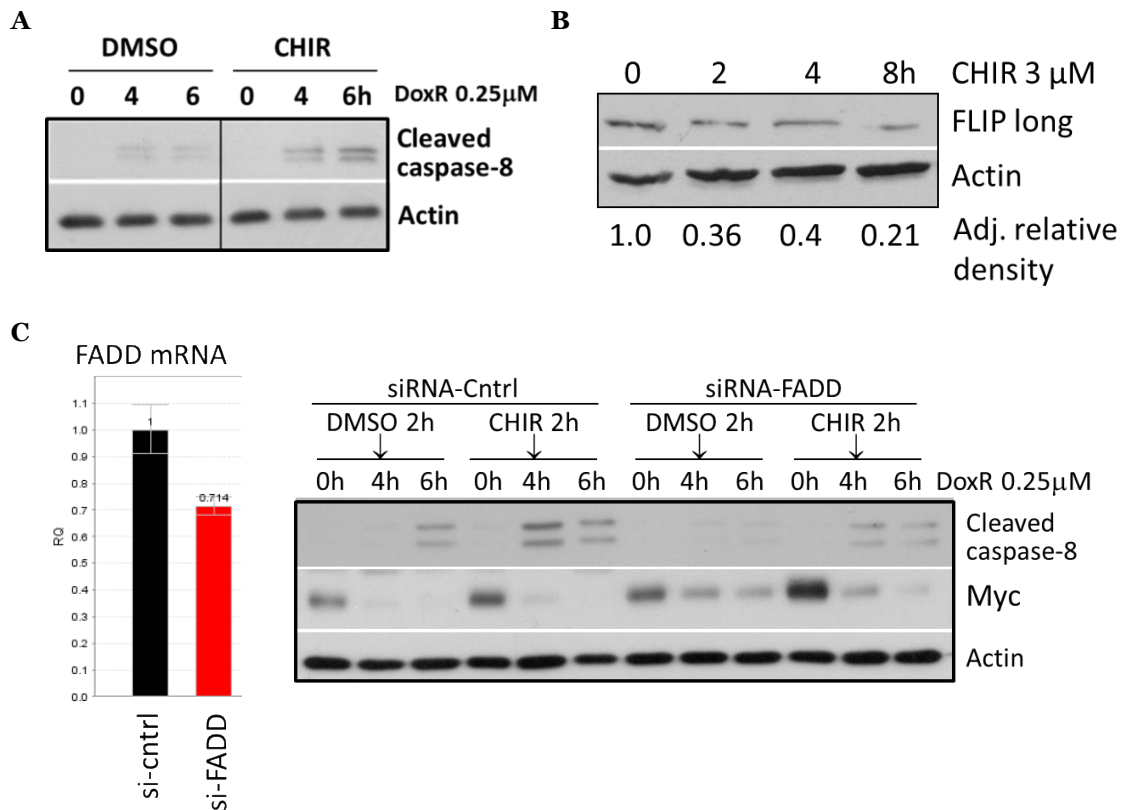 A
DMSO CHIR
0 4 6 0 4 6h DoxR 0.25μM
Cleaved
caspase-8
Actin
B
0 2 4 8h CHIR 3 μM
FLIP long
Actin
1.0 0.36 0.4 0.21 Adj. relative
density
C
FADD mRNA
1.1
1.0
0.9
0.8
0.7
0.6
0.5
0.4
0.3
0.2
0.1
0.0
RQ
1
0.714
si-cntrl
si-FADD
siRNA-Cntrl siRNA-FADD
DMSO 2h CHIR 2h DMSO 2h CHIR 2h
0h 4h 6h 0h 4h 6h 0h 4h 6h 0h 4h 6h DoxR 0.25μM
Cleaved
caspase-8
Myc
Actin